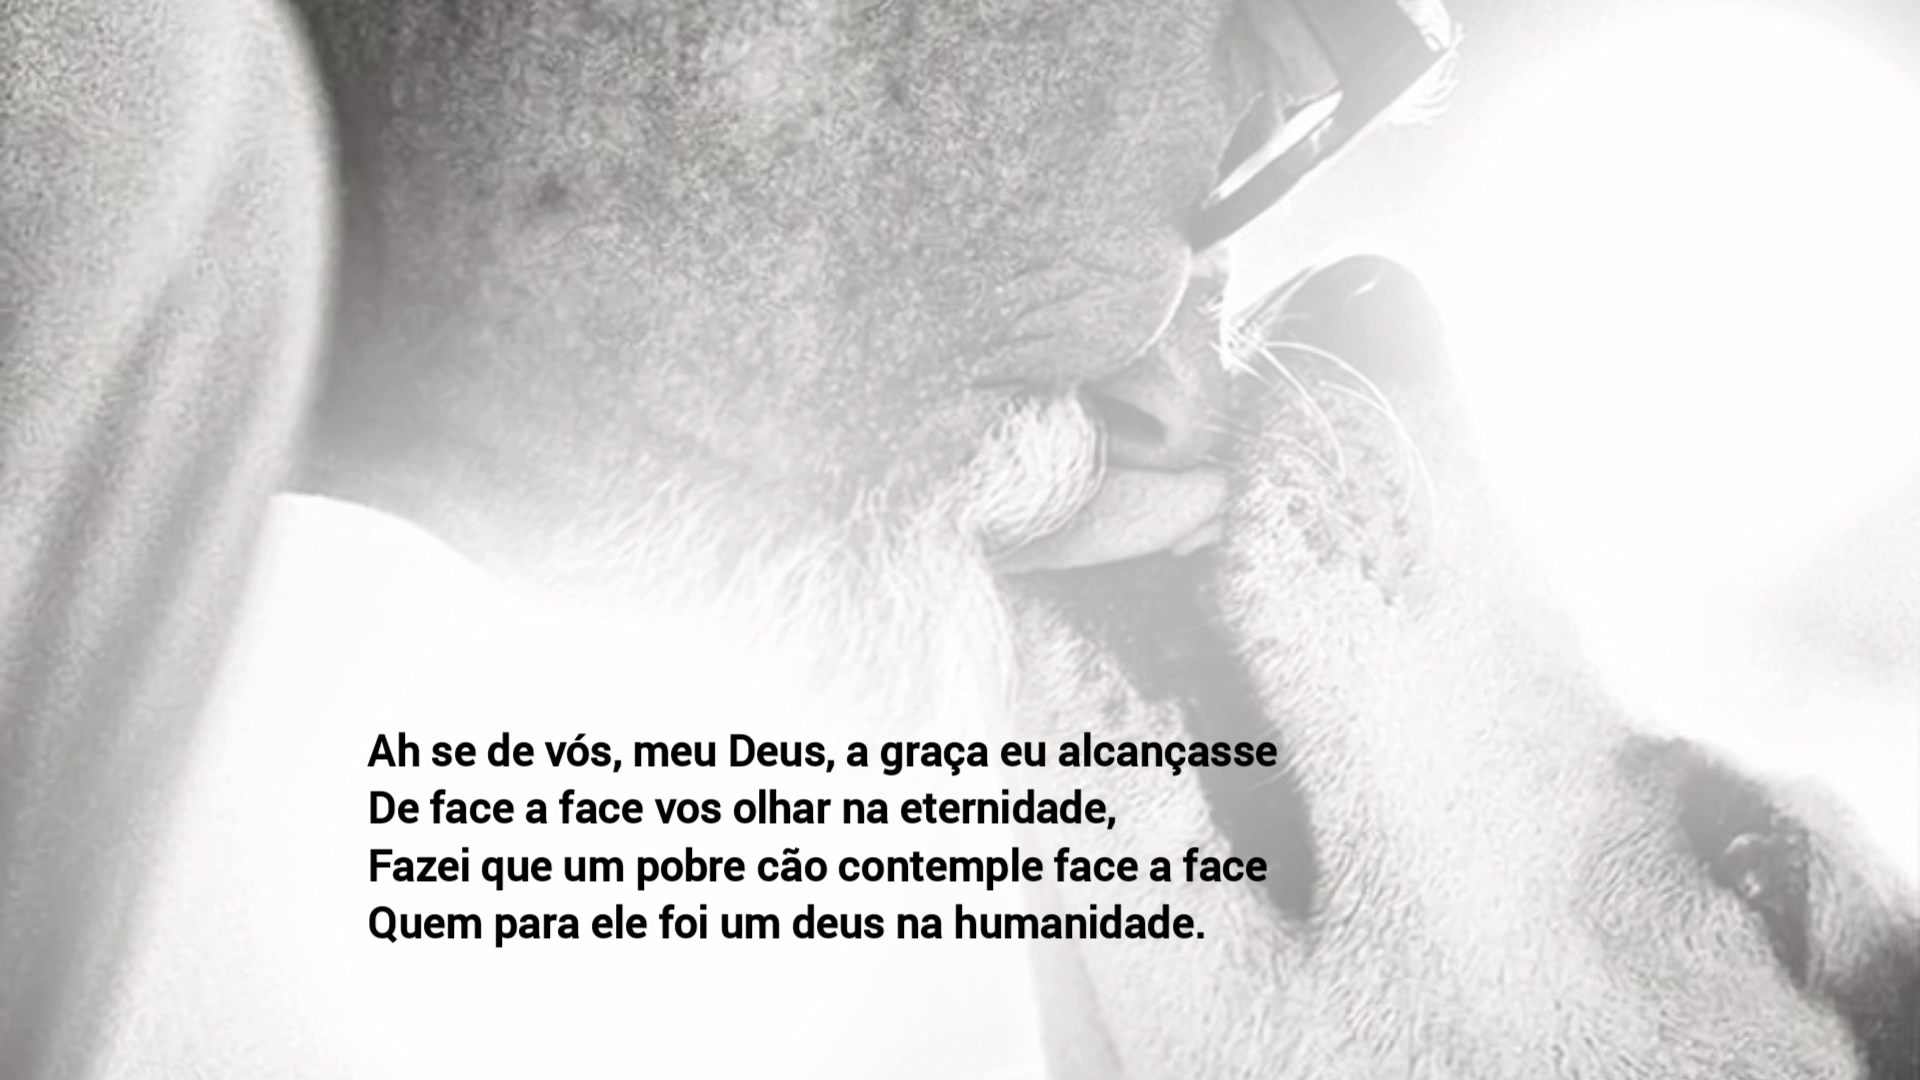 Ah se de vós, meu Deus, a graça eu alcançasse
De face a face vos olhar na eternidade,
Fazei que um pobre cão contemple face a face
Quem para ele foi um deus na humanidade.